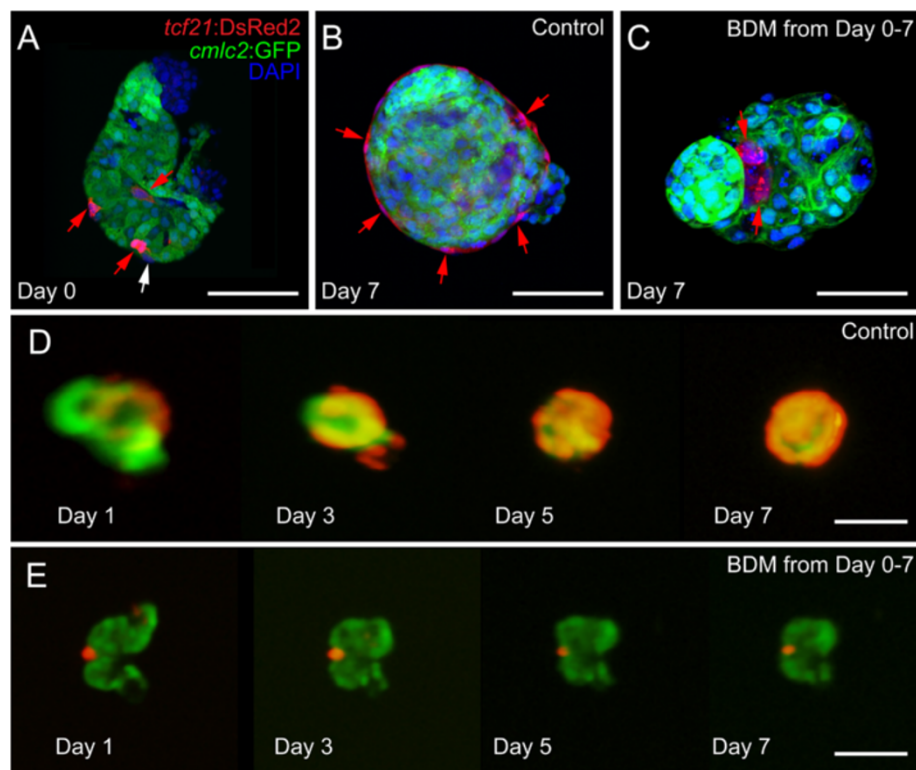 A
tcf21:DsRed2
cmlc2:GFP
DAPI
Day 0
B
Control
Day 7
C
BDM from Day 0-7
Day 7
D
Control
Day 1
Day 3
Day 5
Day 7
E
BDM from Day 0-7
Day 1
Day 3
Day 5
Day 7